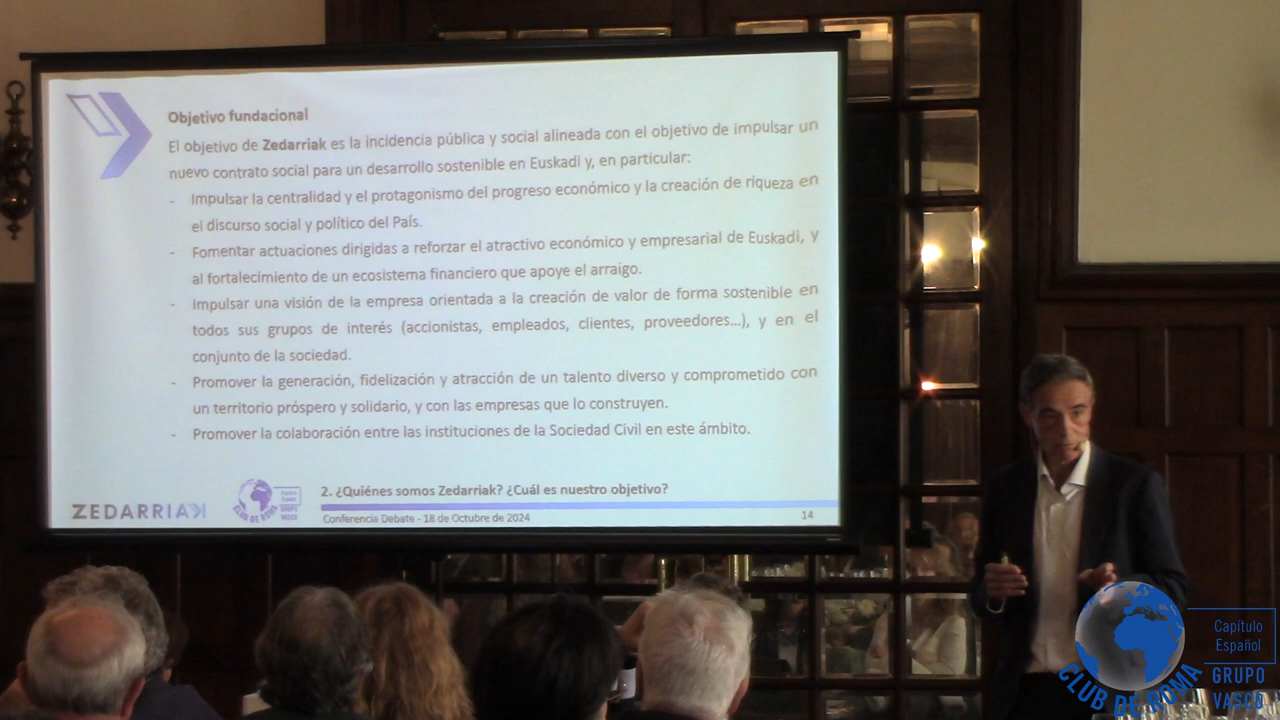 Objetivo fundacional
El objetivo de Zedarriak es la incidencia pública y social alineada con el objetivo de impulsar un
nuevo contrato social para un desarrollo sostenible en Euskadi y, en particular:
- Impulsar la centralidad y el protagonismo del progreso económico y la creación de riqueza en
el discurso social y político del País.
- Fomentar actuaciones dirigidas a reforzar el atractivo económico y empresarial de Euskadi, y
al fortalecimiento de un ecosistema financiero que apoye el arraigo.
- Impulsar una visión de la empresa orientada a la creación de valor de forma sostenible en
todos sus grupos de interés (accionistas, empleados, clientes, proveedores...), y en el
conjunto de la sociedad.
- Promover la generación, fidelización y atracción de un talento diverso y comprometido con
un territorio próspero y solidario, y con las empresas que lo construyen.
- Promover la colaboración entre las instituciones de la Sociedad Civil en este ámbito.
ZEDARRIAK
CLUB DE ROMA
GRUPO
VASCO
2. ¿Quiénes somos Zedarriak? ¿Cuál es nuestro objetivo?
Conferencia Debate - 18 de Octubre de 2024
14
CLUB DE ROMA
Capítulo
Español
GRUPO
VASCO